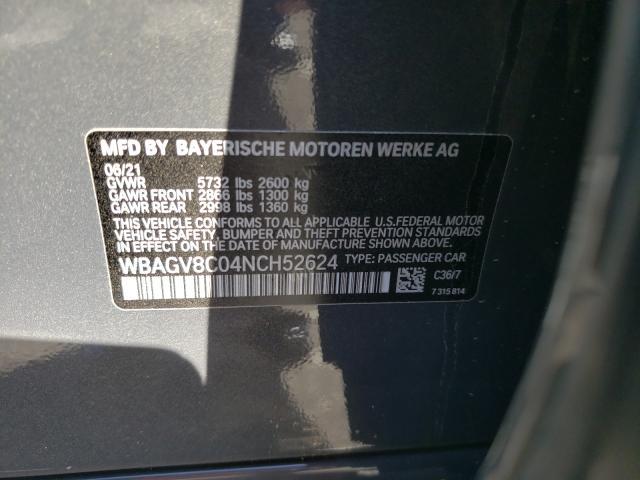 MFD BY BAYERISCHE MOTOREN WERKE AG
06/21
GVWR 5732 lbs 2600 kg
GAWR FRONT 2866 lbs 1300 kg
GAWR REAR 2998 lbs 1360 kg
THIS VEHICLE CONFORMS TO ALL APPLICABLE U.S.FEDERAL MOTOR
VEHICLE SAFETY, BUMPER AND THEFT PREVENTION STANDARDS
IN EFFECT ON THE DATE OF MANUFACTURE SHOWN ABOVE.
WBAGV8C04NCH52624 TYPE: PASSENGER CAR
C36/7
7 315 814